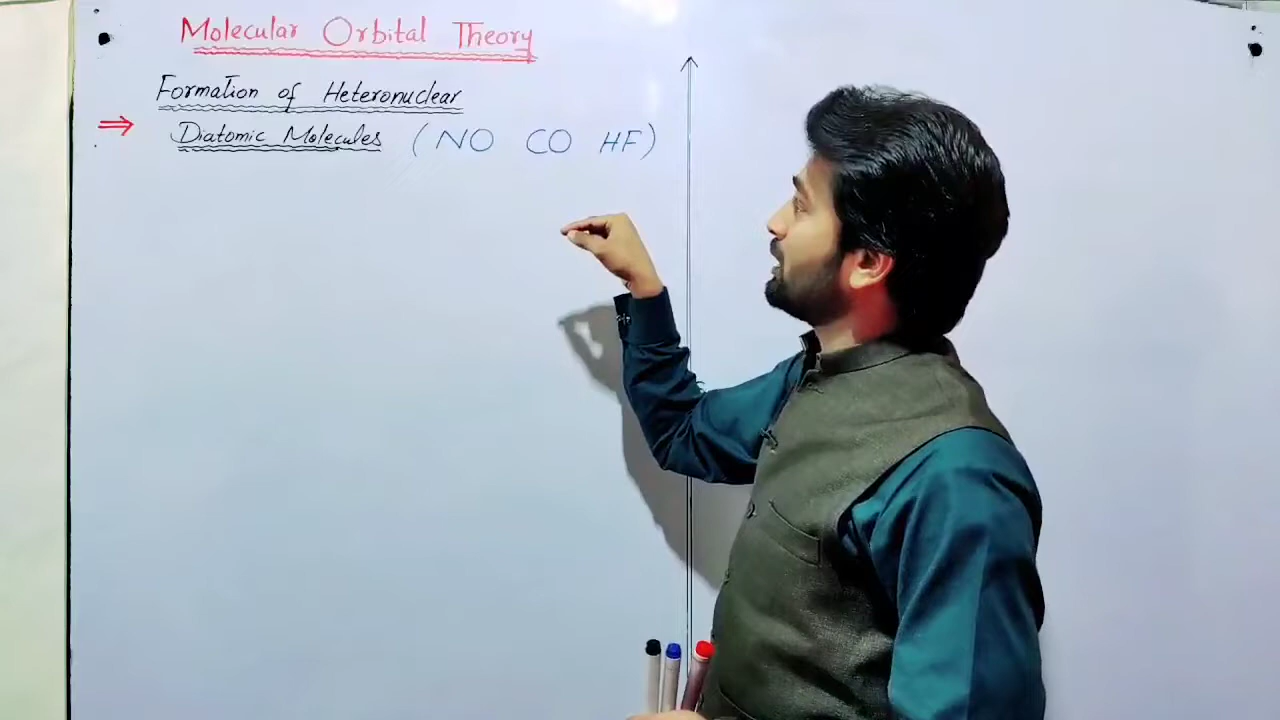 Molecular Orbital Theory
Formation of Heteronuclear
⇒ Diatomic Molecules (NO CO HF)